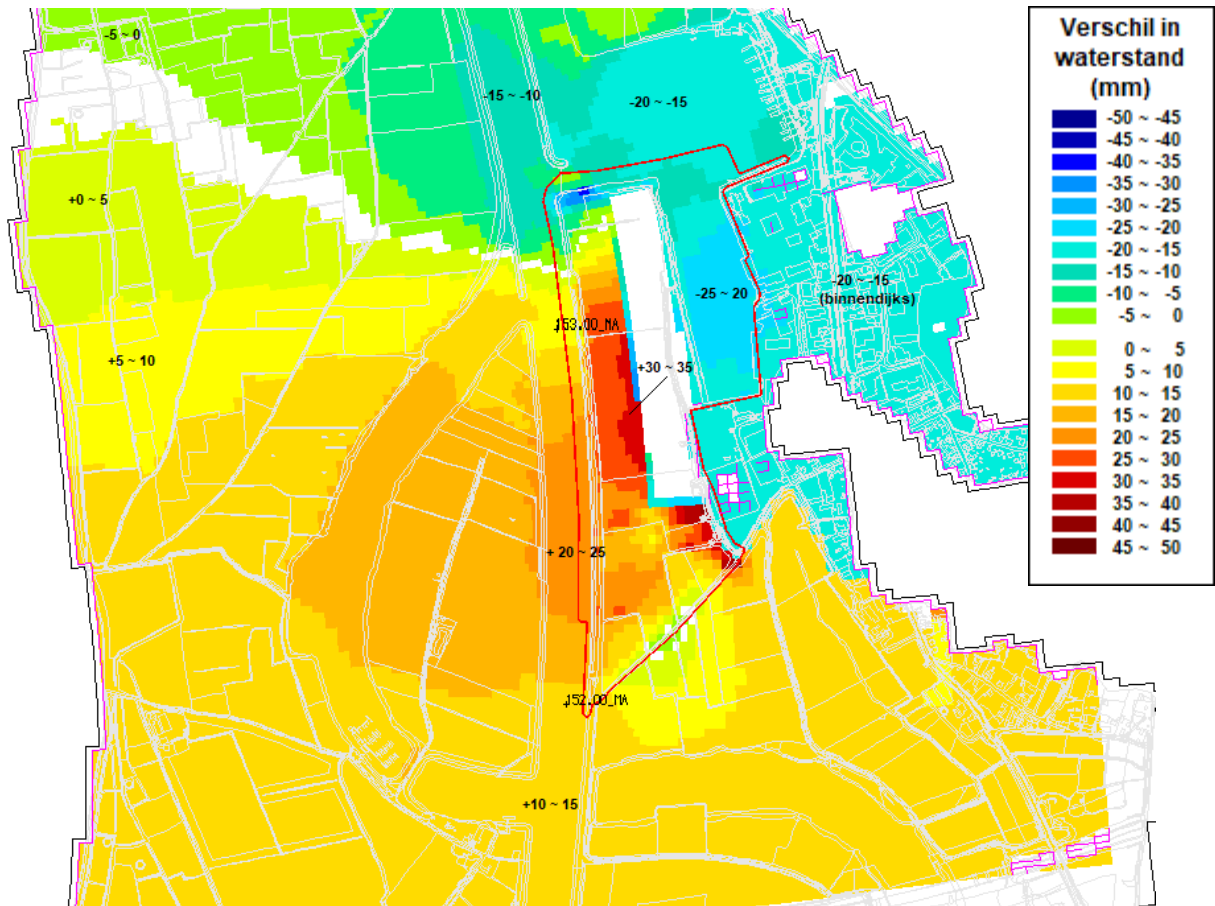 -5 ~ 0
-15 ~ -10
-20 ~ -15
+0 ~ 5
-20 ~ -15
(binnendijks)
-25 ~ 20
153.00_MA
+5 ~ 10
+30 ~ 35
+ 20 ~ 25
152.00_MA
+10 ~ 15
Verschil in
waterstand
(mm)
-50 ~ -45
-45 ~ -40
-40 ~ -35
-35 ~ -30
-30 ~ -25
-25 ~ -20
-20 ~ -15
-15 ~ -10
-10 ~ -5
-5 ~ 0
0 ~ 5
5 ~ 10
10 ~ 15
15 ~ 20
20 ~ 25
25 ~ 30
30 ~ 35
35 ~ 40
40 ~ 45
45 ~ 50